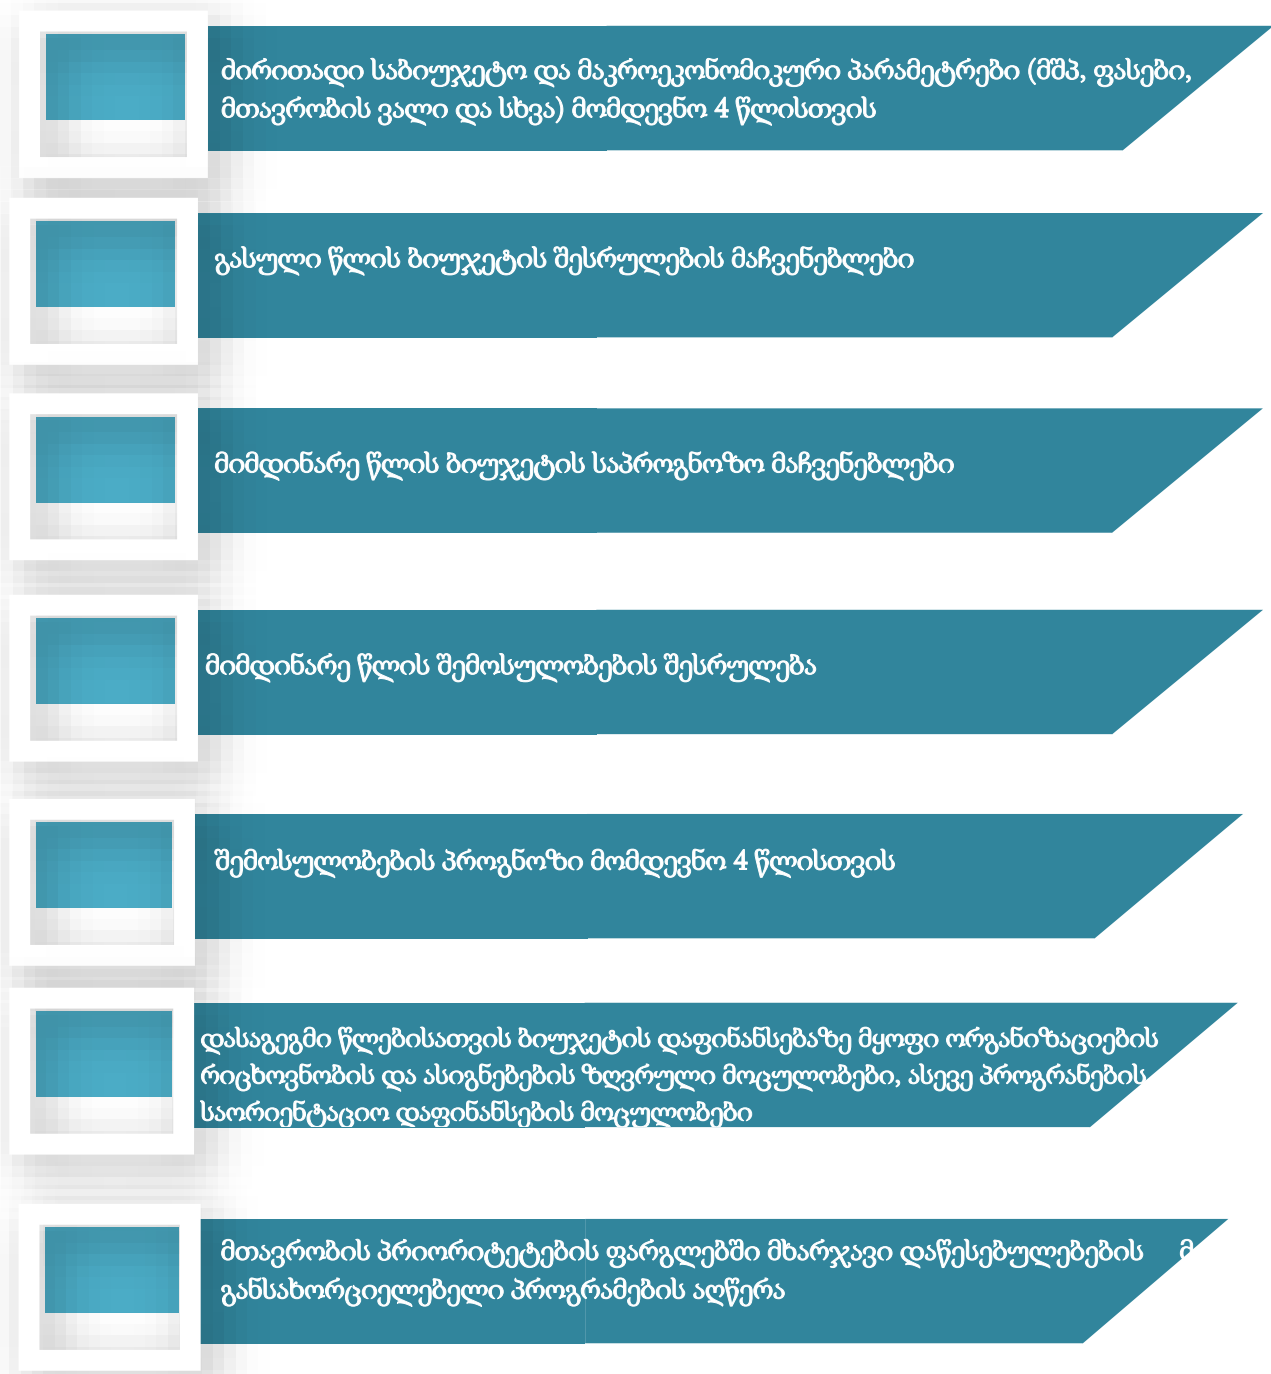 ძირითადი საბიუჯეტო და მაკროეკონომიკური პარამეტრები (მშპ, ფასები,
მთავრობის ვალი და სხვა) მომდევნო 4 წლისთვის
გასული წლის ბიუჯეტის შესრულების მაჩვენებლები
მიმდინარე წლის ბიუჯეტის საპროგნოზო მაჩვენებლები
მიმდინარე წლის შემოსულობების შესრულება
შემოსულობების პროგნოზი მომდევნო 4 წლისთვის
დასაგეგმი წლებისათვის ბიუჯეტის დაფინანსებაზე მყოფი ორგანიზაციების
რიცხოვნობის და ასიგნებების ზღვრული მოცულობები, ასევე პროგრანების
საორიენტაციო დაფინანსების მოცულობები
მთავრობის პრიორიტეტების ფარგლებში მხარჯავი დაწესებულებების
განსახორციელებელი პროგრამების აღწერა